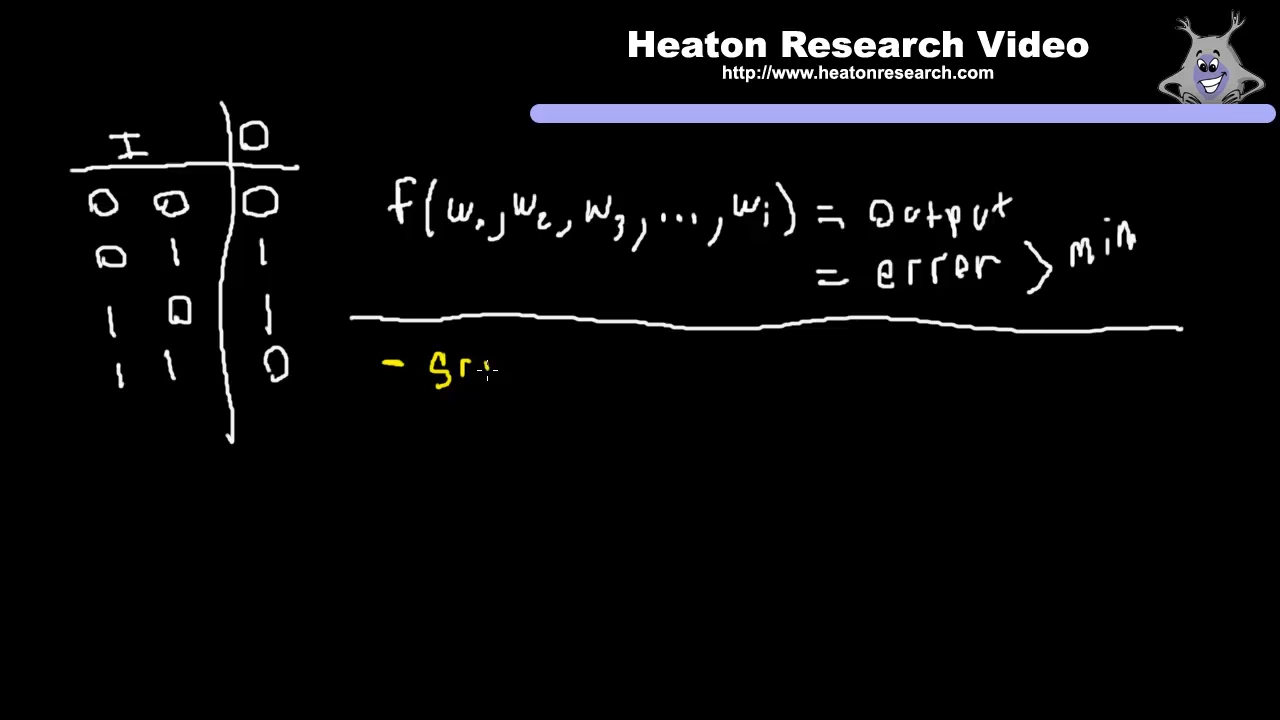 Heaton Research Video
http://www.heatonresearch.com
I O
0 0 0
0 1 1
1 0 1
1 1 0
f(w1, w2, w3, ..., wi) = output
= error } min